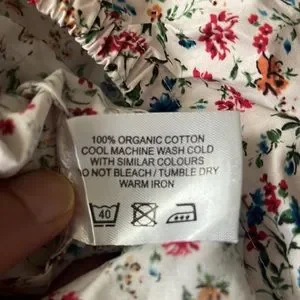 100% ORGANIC COTTON
COOL MACHINE WASH COLD
WITH SIMILAR COLOURS
DO NOT BLEACH / TUMBLE DRY
WARM IRON
40